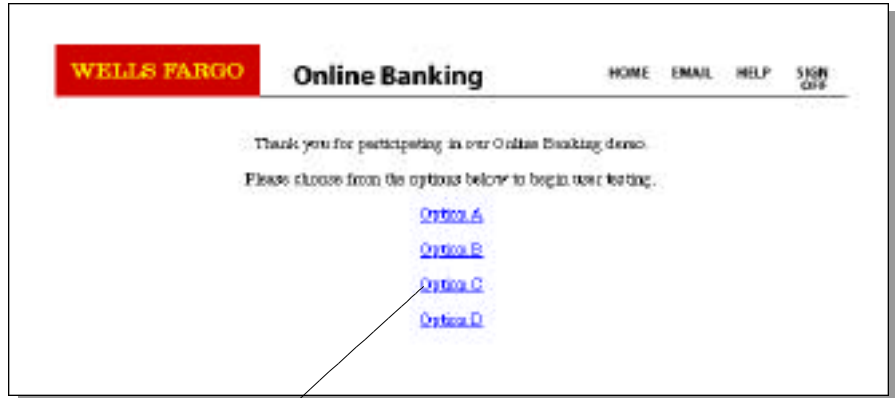 WELLS FARGO Online Banking HOME EMAIL HELP SIGN OFF
Thank you for participating in our Online Banking demo.
Please choose from the options below to begin user testing.
Option A
Option B
Option C
Option D